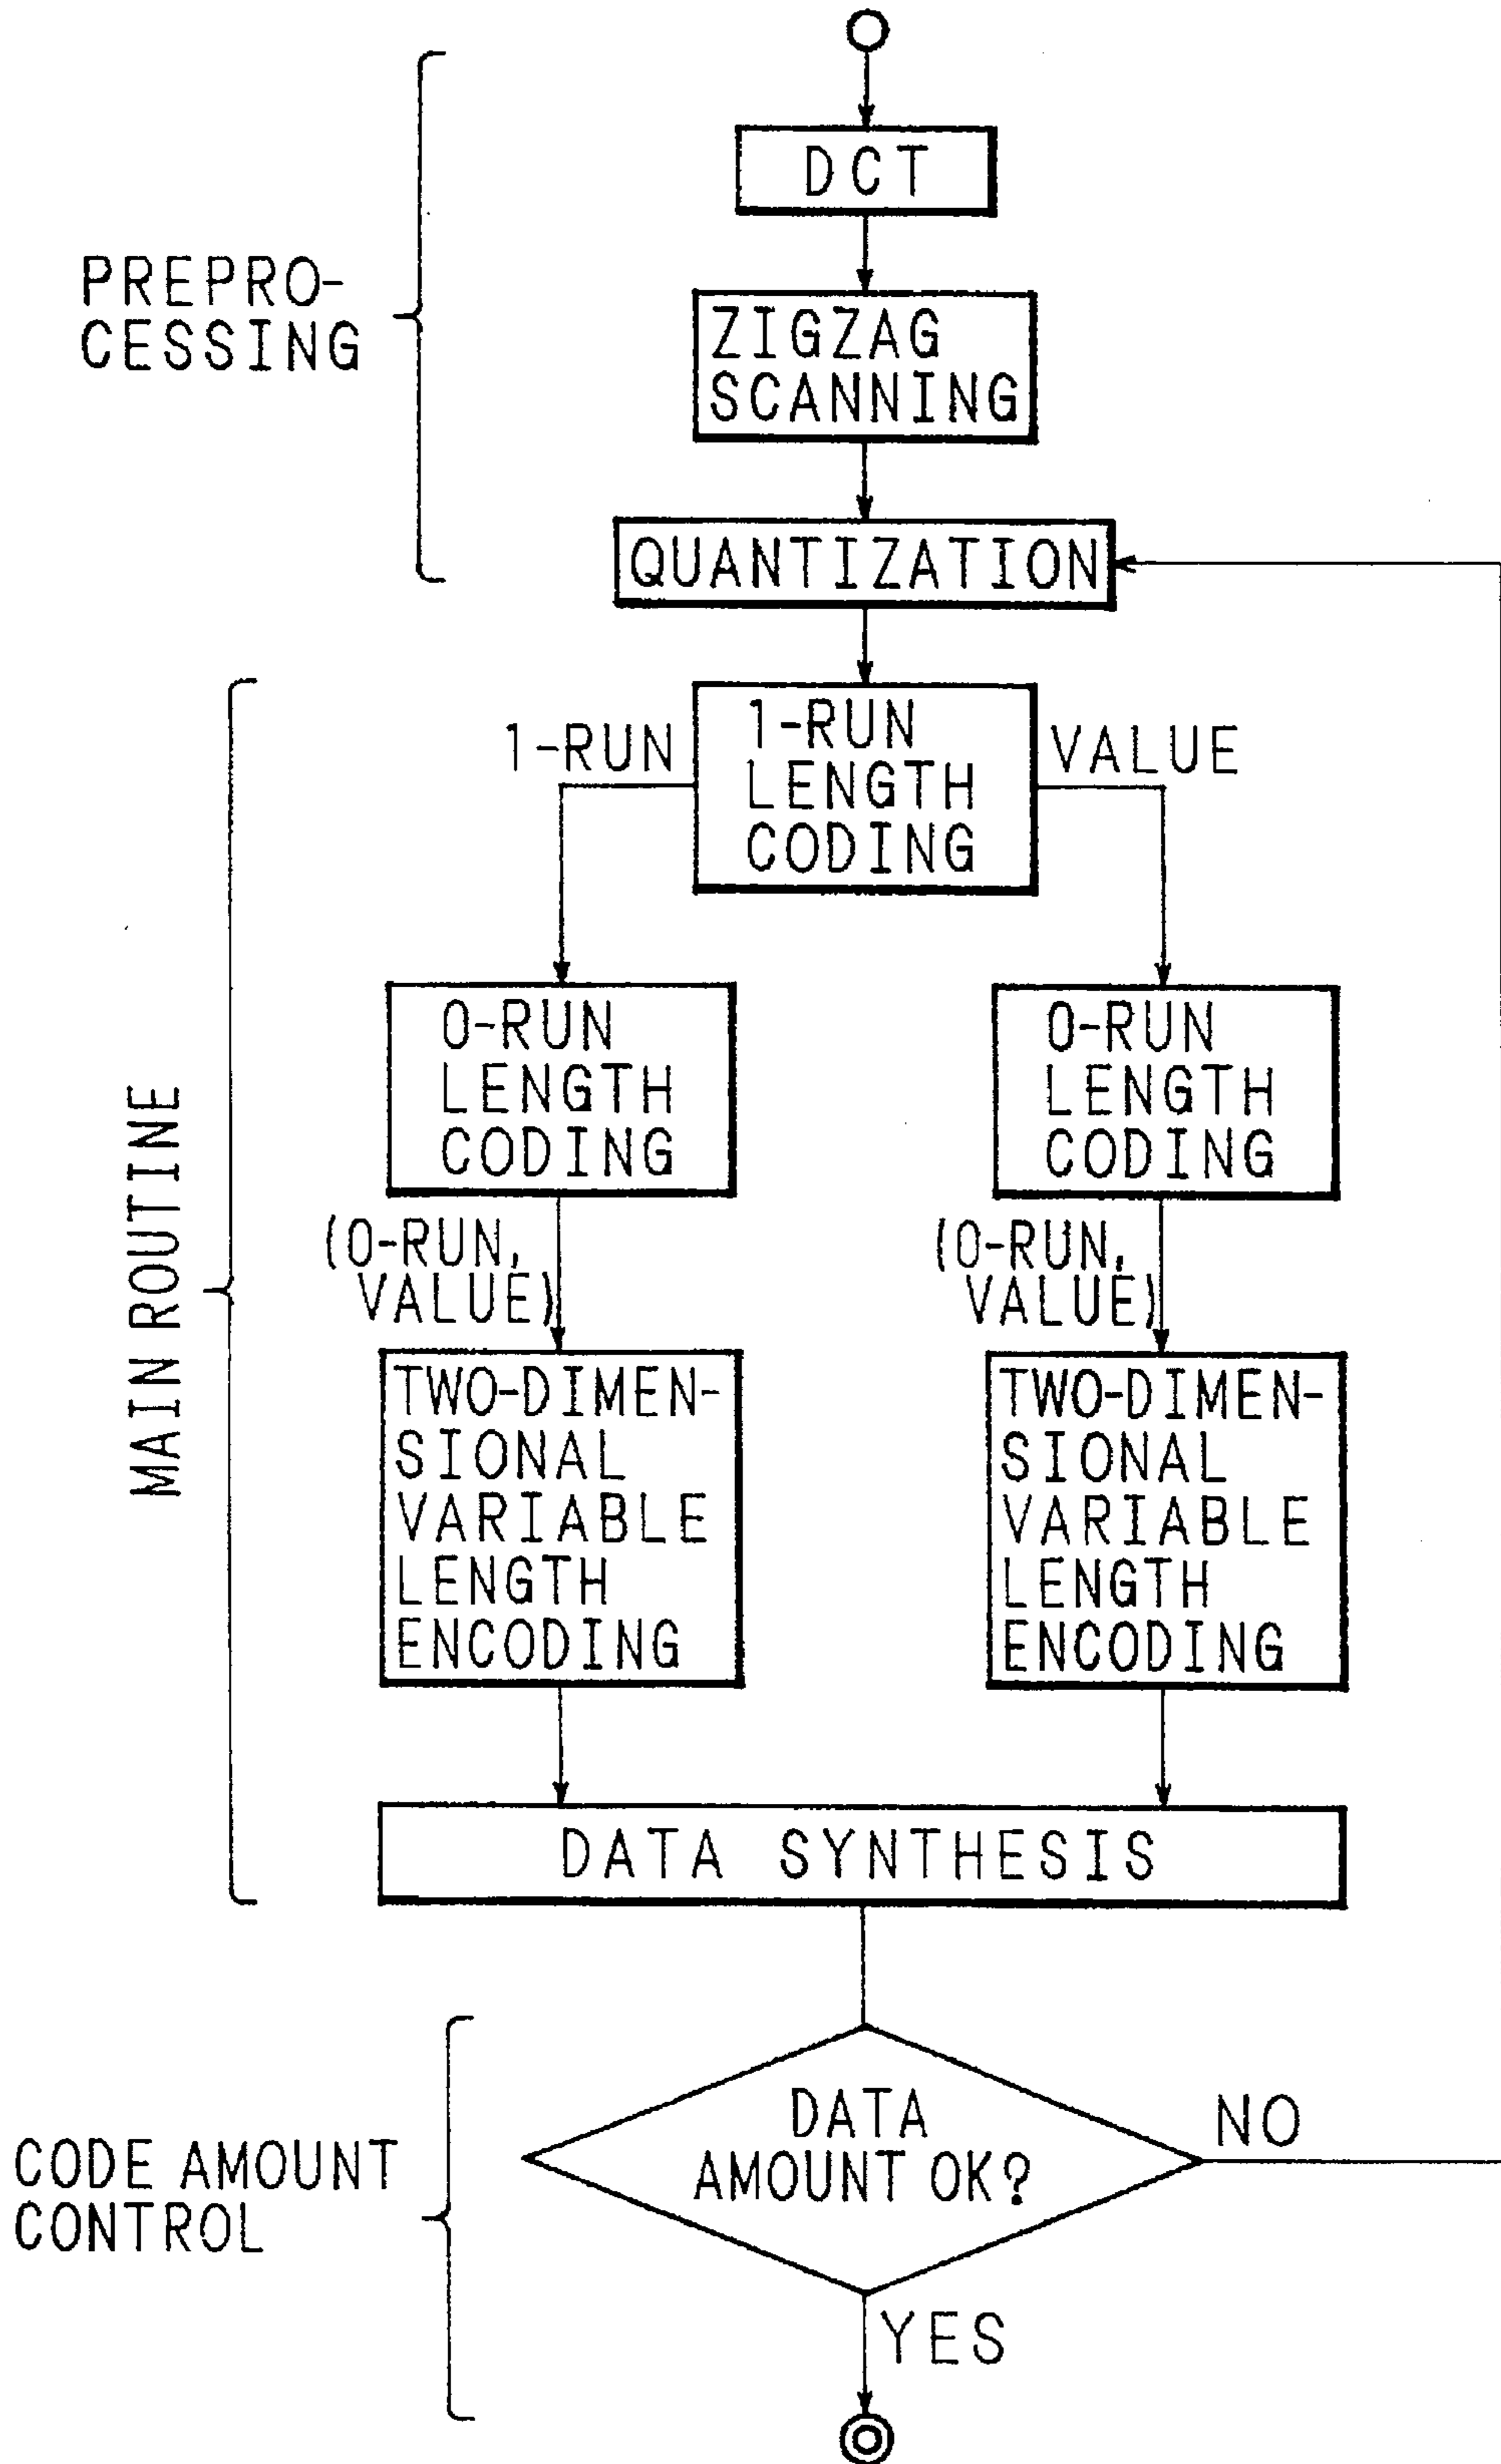 DCT
PREPRO-
CESSING
ZIGZAG
SCANNING
QUANTIZATION
1-RUN
1-RUN
LENGTH
CODING
VALUE
MAIN ROUTINE
0-RUN
LENGTH
CODING
0-RUN
LENGTH
CODING
(0-RUN,
VALUE)
(0-RUN,
VALUE)
TWO-DIMEN-
SIONAL
VARIABLE
LENGTH
ENCODING
TWO-DIMEN-
SIONAL
VARIABLE
LENGTH
ENCODING
DATA SYNTHESIS
CODE AMOUNT
CONTROL
DATA
AMOUNT OK?
NO
YES